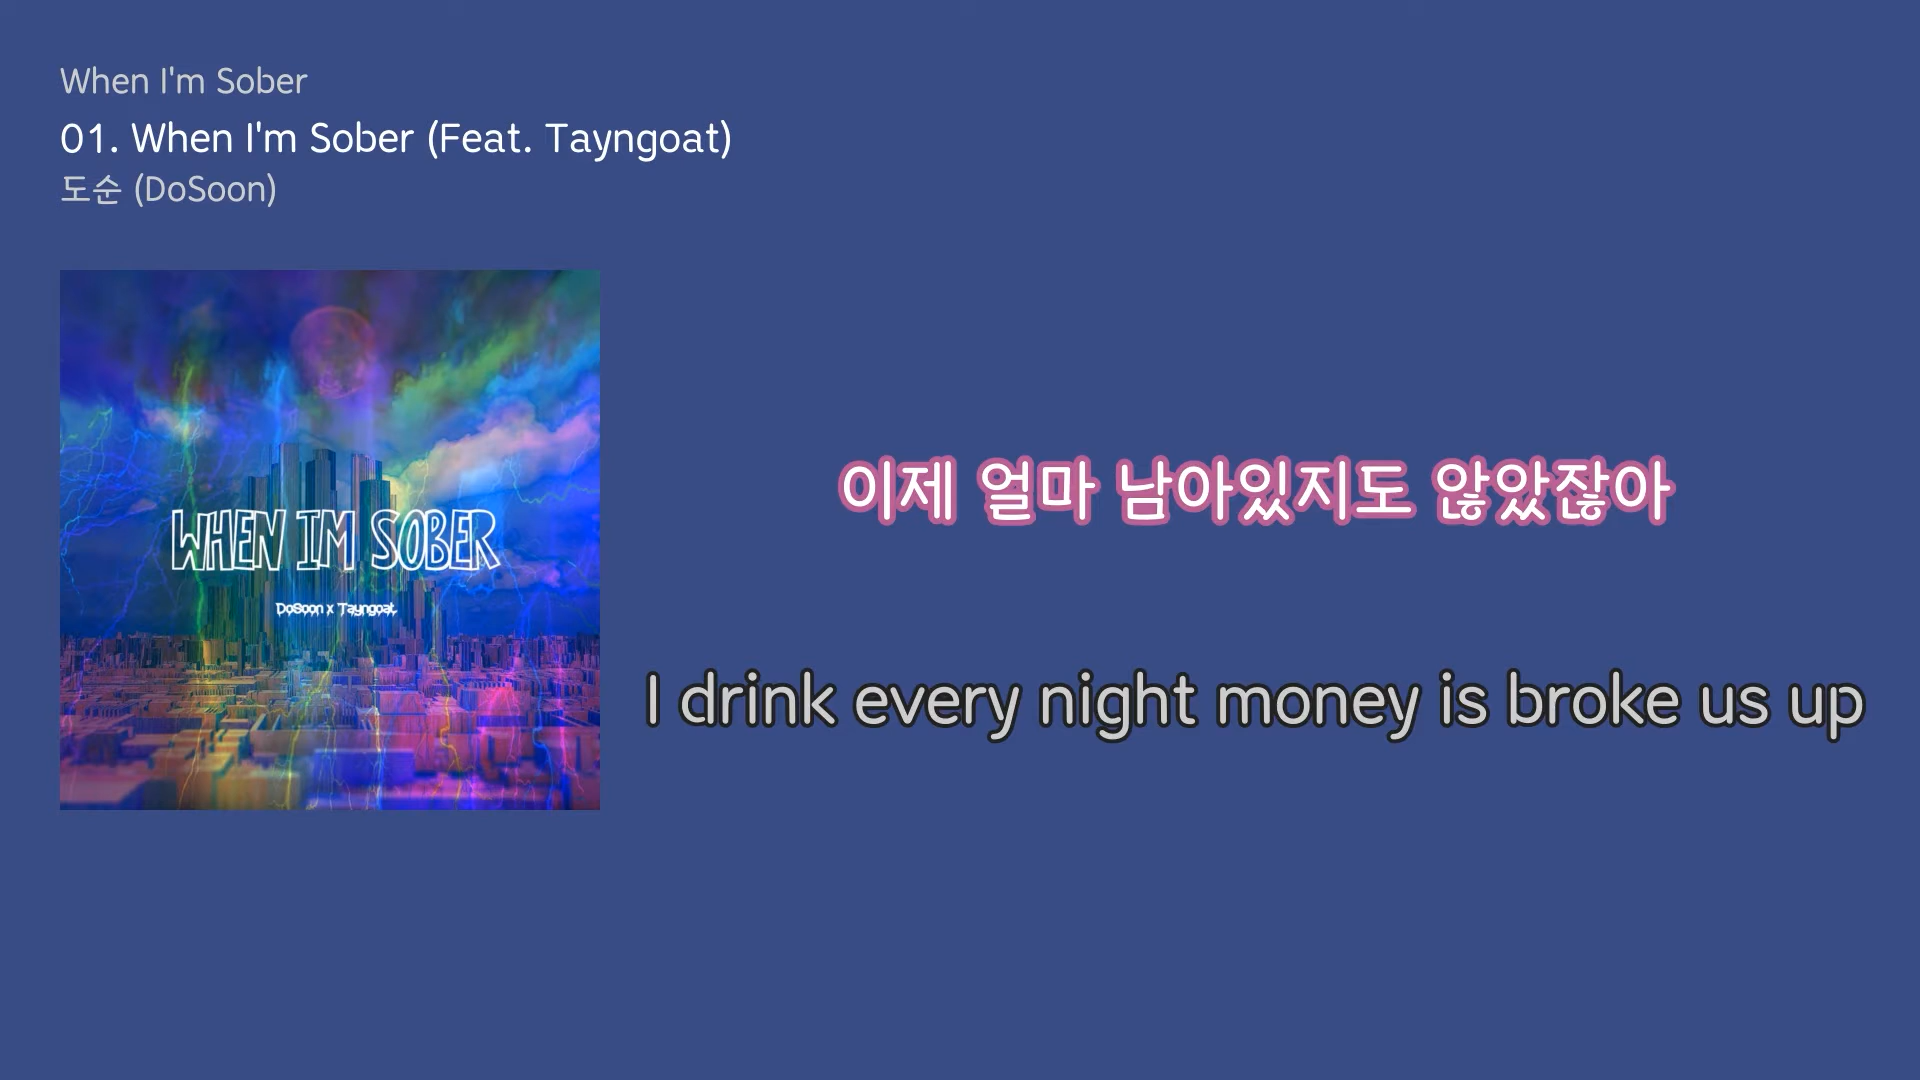 When I'm Sober
01. When I'm Sober (Feat. Tayngoat)
도순 (DoSoon)
WHEN IM SOBER
DoSoon x Tayngoat
이제 얼마 남아있지도 않았잖아
I drink every night money is broke us up